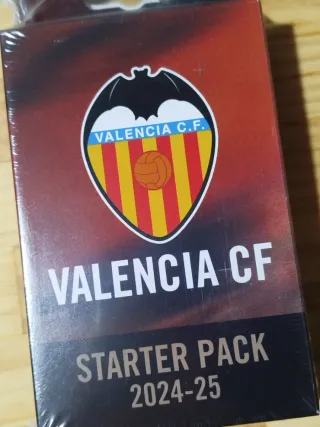 VALENCIA C.F.
VALENCIA CF
STARTER PACK
2024-25